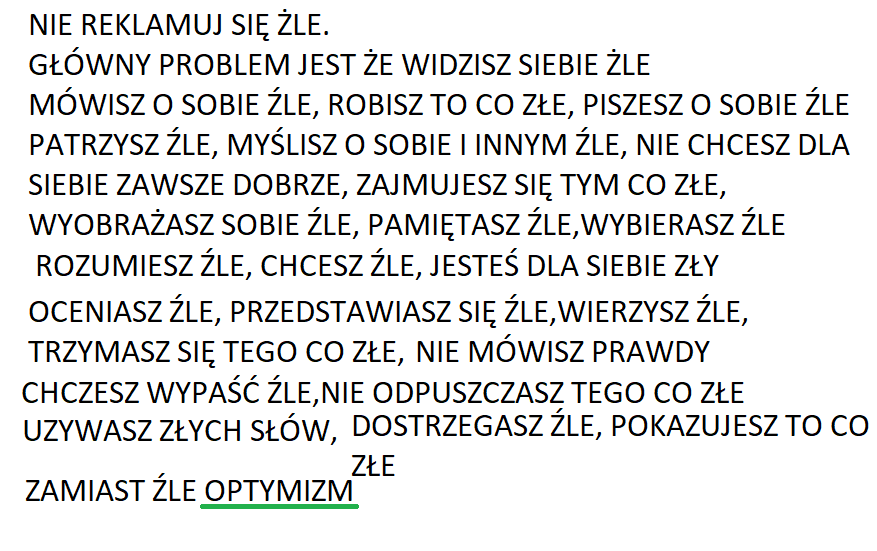 NIE REKLAMUJ SIĘ ŻLE.
GŁÓWNY PROBLEM JEST ŻE WIDZISZ SIEBIE ŻLE
MÓWISZ O SOBIE ŹLE, ROBISZ TO CO ZŁE, PISZESZ O SOBIE ŹLE
PATRZYSZ ŹLE, MYŚLISZ O SOBIE I INNYM ŹLE, NIE CHCESZ DLA
SIEBIE ZAWSZE DOBRZE, ZAJMUJESZ SIĘ TYM CO ZŁE,
WYOBRAŻASZ SOBIE ŹLE, PAMIĘTASZ ŹLE,WYBIERASZ ŹLE
ROZUMIESZ ŹLE, CHCESZ ŹLE, JESTEŚ DLA SIEBIE ZŁY
OCENIASZ ŹLE, PRZEDSTAWIASZ SIĘ ŹLE,WIERZYSZ ŹLE,
TRZYMASZ SIĘ TEGO CO ZŁE, NIE MÓWISZ PRAWDY
CHCZESZ WYPAŚĆ ŹLE,NIE ODPUSZCZASZ TEGO CO ZŁE
UZYWASZ ZŁYCH SŁÓW, DOSTRZEGASZ ŹLE, POKAZUJESZ TO CO
ZŁE
ZAMIAST ŹLE OPTYMIZM